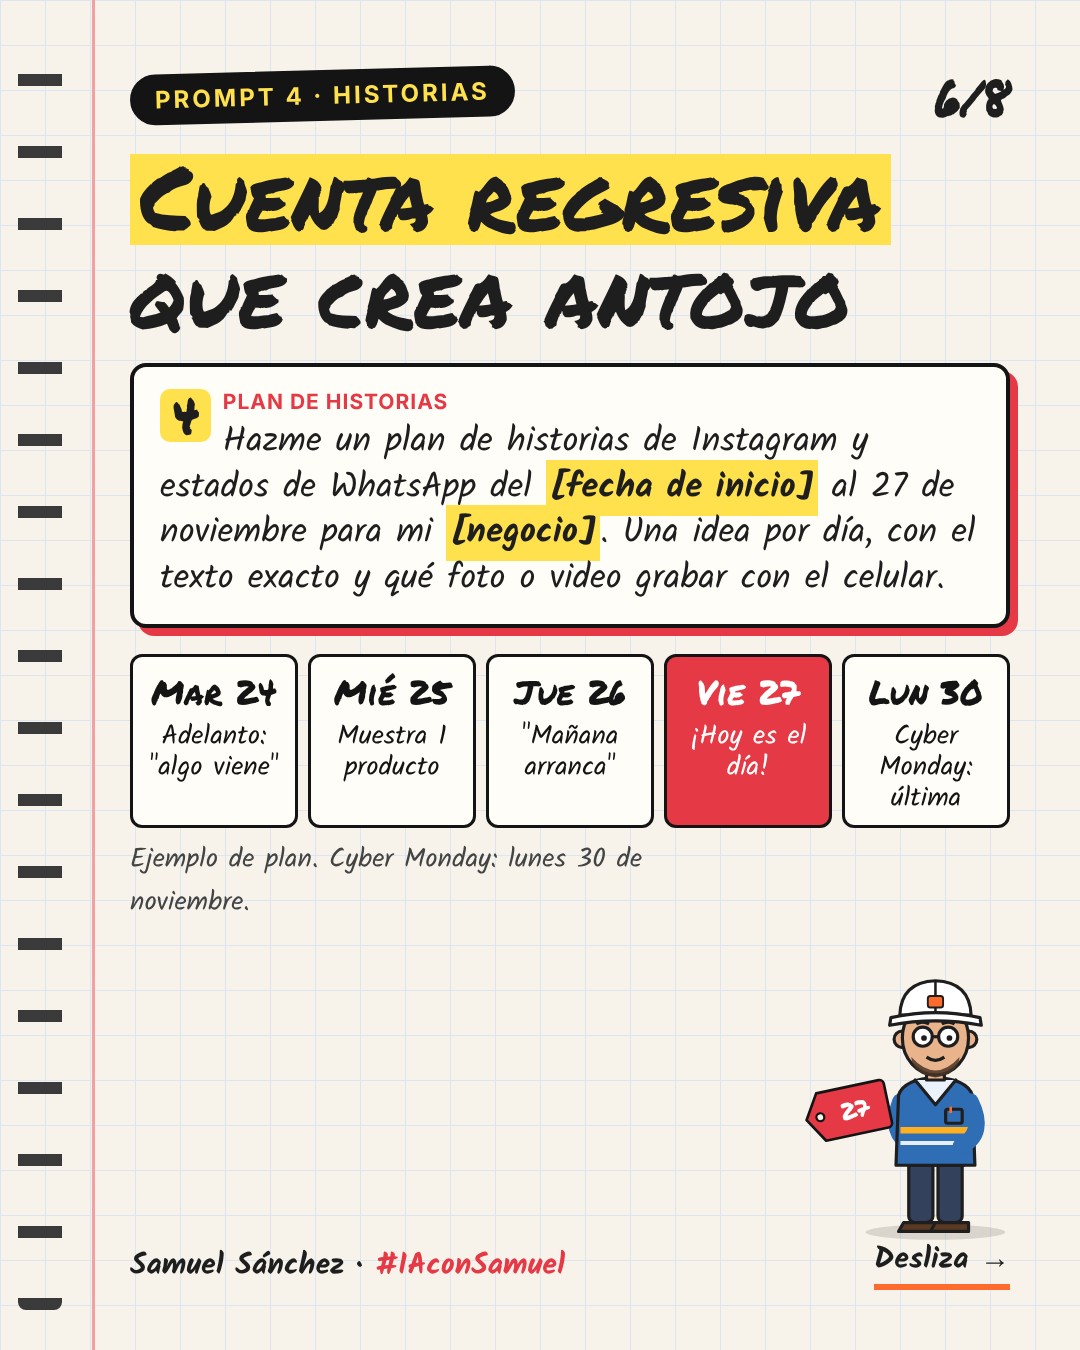 PROMPT 4 · HISTORIAS
6/8
CUENTA REGRESIVA
QUE CREA ANTOJO
4
PLAN DE HISTORIAS
Hazme un plan de historias de Instagram y
estados de WhatsApp del [fecha de inicio] al 27 de
noviembre para mi [negocio]. Una idea por día, con el
texto exacto y qué foto o video grabar con el celular.
MAR 24
Adelanto:
"algo viene"
MIÉ 25
Muestra 1
producto
JUE 26
"Mañana
arranca"
VIE 27
¡Hoy es el
día!
LUN 30
Cyber
Monday:
última
Ejemplo de plan. Cyber Monday: lunes 30 de
noviembre.
27
Samuel Sánchez · #IAconSamuel
Desliza →